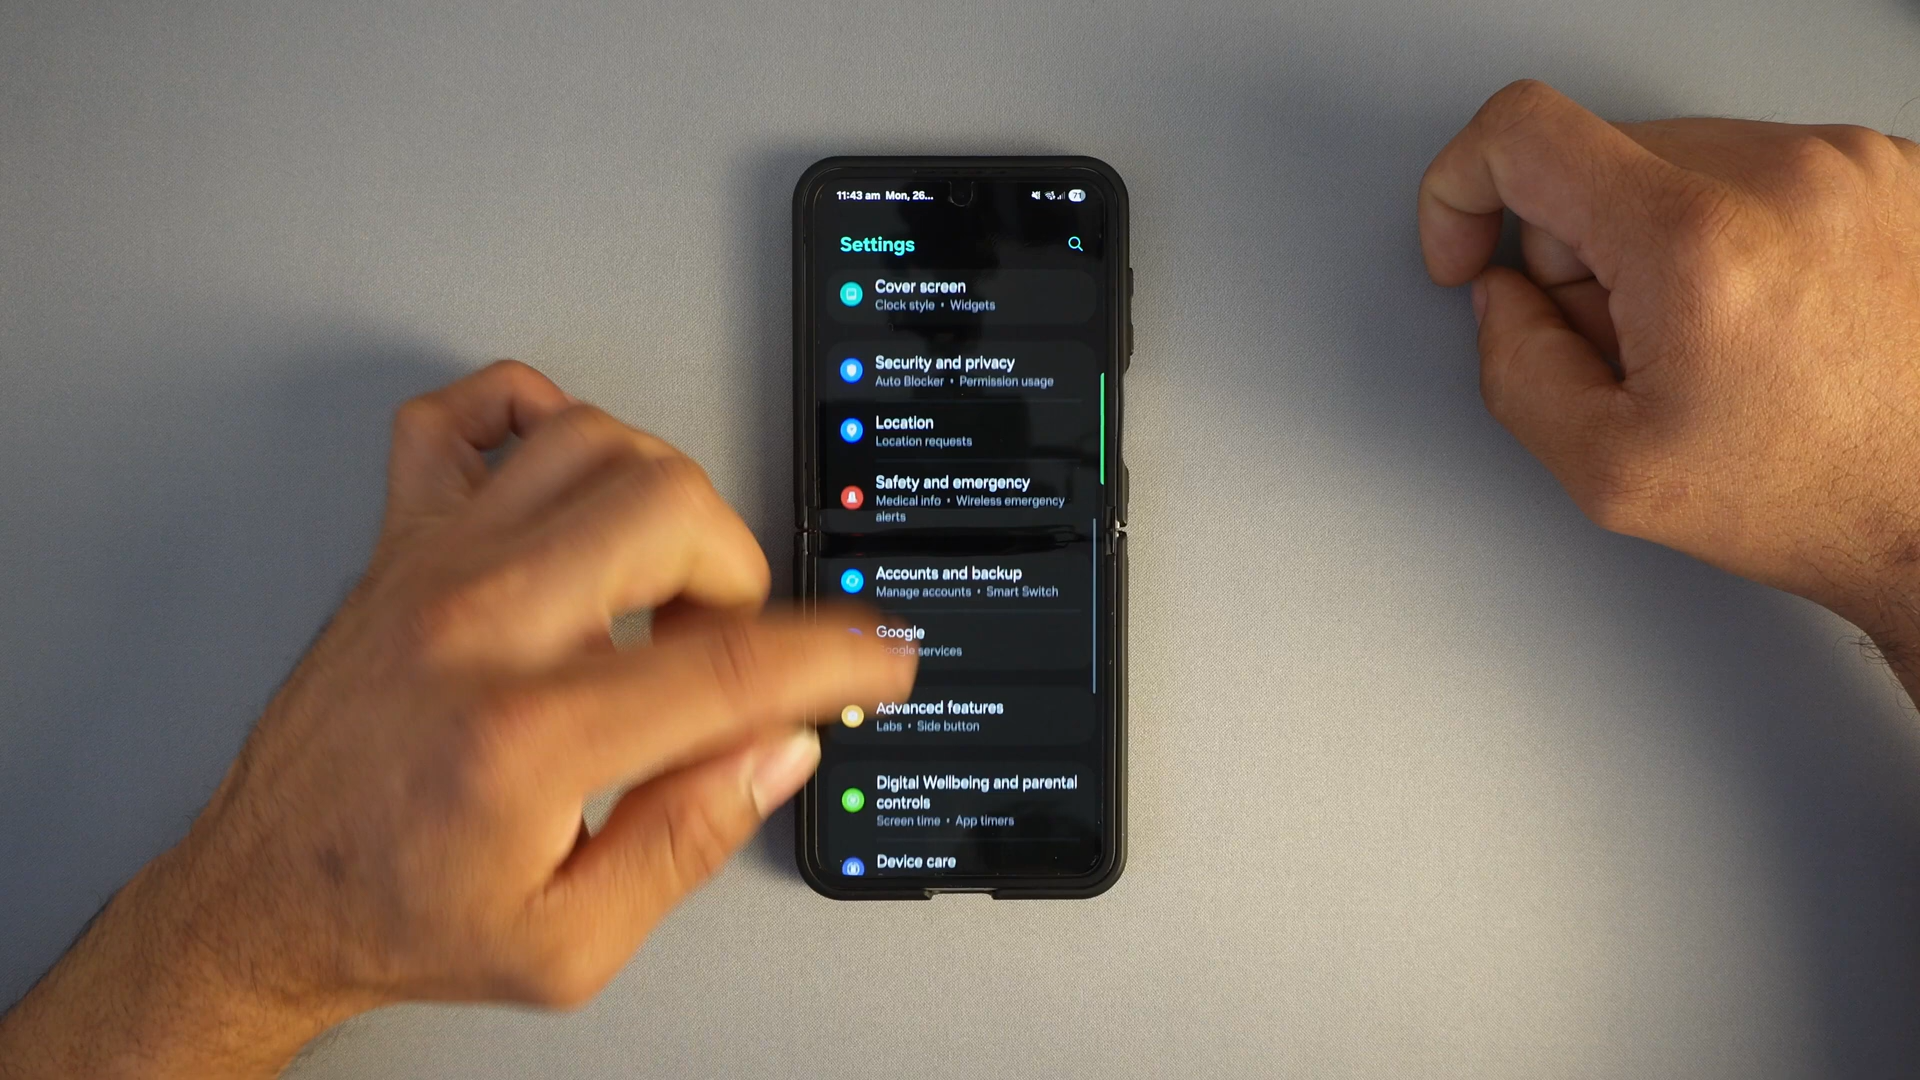 11:43 am Mon, 26...
71
Settings
Cover screen
Clock style • Widgets
Security and privacy
Auto Blocker • Permission usage
Location
Location requests
Safety and emergency
Medical info • Wireless emergency
alerts
Accounts and backup
Manage accounts • Smart Switch
Google
Google services
Advanced features
Labs • Side button
Digital Wellbeing and parental
controls
Screen time • App timers
Device care